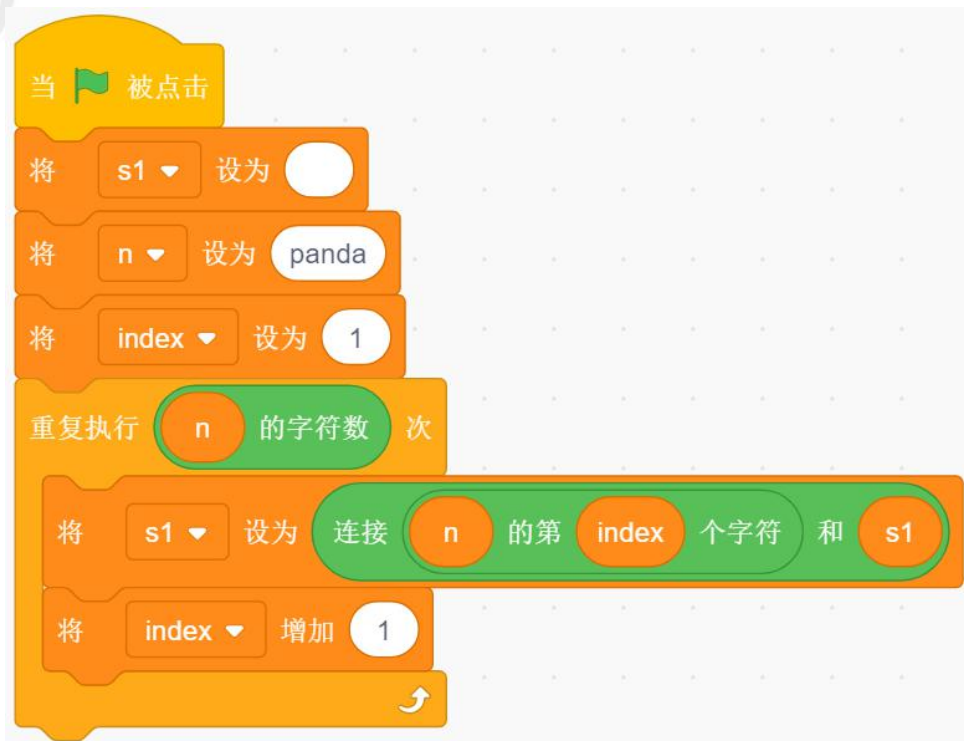 当 被点击
将 s1 设为
将 n 设为 panda
将 index 设为 1
重复执行 n 的字符数 次
将 s1 设为 连接 n 的第 index 个字符 和 s1
将 index 增加 1